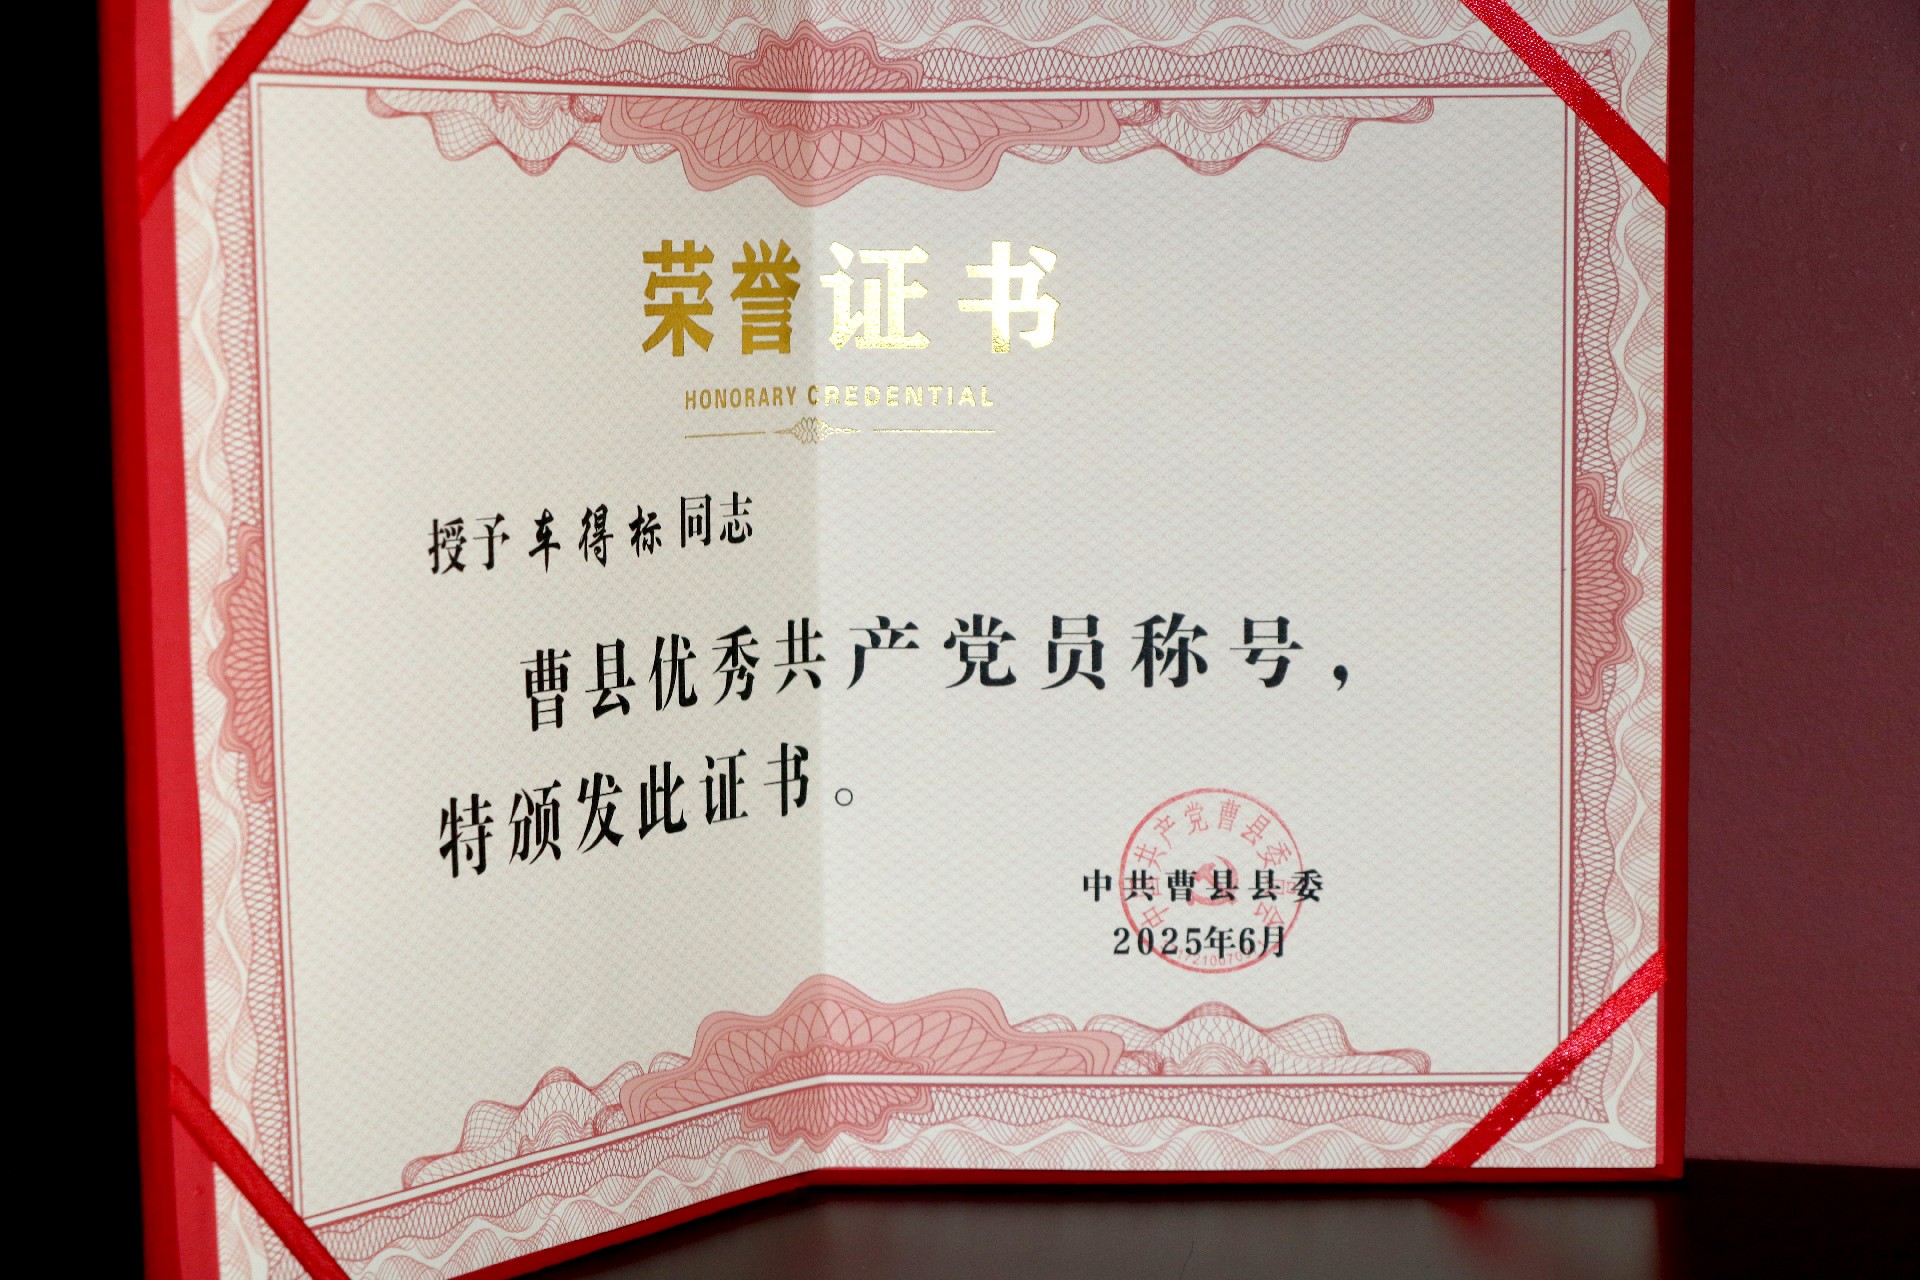 荣誉证书
HONORARY CREDENTIAL
授予车得标同志
曹县优秀共产党员称号，
特颁发此证书。
中共曹县县委
2025年6月